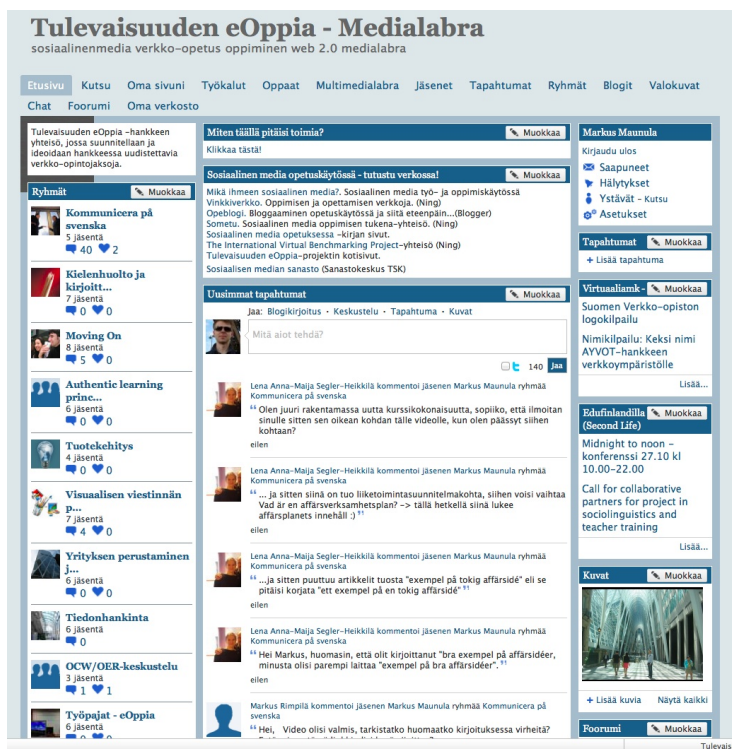 Tulevaisuuden eOppia - Medialabra
sosiaalinenmedia verkko-opetus oppiminen web 2.0 medialabra
Etusivu Kutsu Oma sivuni Työkalut Oppaat Multimedialabra Jäsenet Tapahtumat Ryhmät Blogit Valokuvat
Chat Foorumi Oma verkosto
Tulevaisuuden eOppia -hankkeen
yhteisö, jossa suunnitellaan ja
ideoidaan hankkeessa uudistettavia
verkko-opintojaksoja.
Ryhmät Muokkaa
Kommunicera på
svenska
5 jäsentä
40 2
Kielenhuolto ja
kirjoitt...
7 jäsentä
0 0
Moving On
8 jäsentä
5 0
Authentic learning
princ...
6 jäsentä
0 0
Tuotekehitys
4 jäsentä
0 0
Visuaalisen viestinnän
p...
7 jäsentä
4 0
Yrityksen perustaminen
j...
6 jäsentä
0 0
Tiedonhankinta
6 jäsentä
0
OCW/OER-keskustelu
3 jäsentä
1 1
Työpajat - eOppia
6 jäsentä
0 0
Miten täällä pitäisi toimia? Muokkaa
Klikkaa tästä!
Sosiaalinen media opetuskäytössä - tutustu verkossa! Muokkaa
Mikä ihmeen sosiaalinen media?. Sosiaalinen media työ- ja oppimiskäytössä
Vinkkiverkko. Oppimisen ja opettamisen verkkoja. (Ning)
Opeblogi. Bloggaaminen opetuskäytössä ja siitä eteenpäin...(Blogger)
Sometu. Sosiaalinen media oppimisen tukena-yhteisö. (Ning)
Sosiaalinen media opetuksessa -kirjan sivut.
The International Virtual Benchmarking Project-yhteisö (Ning)
Tulevaisuuden eOppia-projektin kotisivut.
Sosiaalisen median sanasto (Sanastokeskus TSK)
Uusimmat tapahtumat Muokkaa
Jaa: Blogikirjoitus · Keskustelu · Tapahtuma · Kuvat
Mitä aiot tehdä?
140 Jaa
Lena Anna-Maija Segler-Heikkilä kommentoi jäsenen Markus Maunula ryhmää
Kommunicera på svenska
“ Olen juuri rakentamassa uutta kurssikokonaisuutta, sopiiko, että ilmoitan
sinulle sitten sen oikean kohdan tälle videolle, kun olen päässyt siihen
kohtaan?
eilen
Lena Anna-Maija Segler-Heikkilä kommentoi jäsenen Markus Maunula ryhmää
Kommunicera på svenska
“ ... ja sitten siinä on tuo liiketoimintasuunnitelmakohta, siihen voisi vaihtaa
Vad är en affärsverksamhetsplan? -> tällä hetkellä siinä lukee
affärsplanets innehåll :) ”
eilen
Lena Anna-Maija Segler-Heikkilä kommentoi jäsenen Markus Maunula ryhmää
Kommunicera på svenska
“ ...ja sitten puuttuu artikkelit tuosta "exempel på tokig affärsidé" eli se
pitäisi korjata "ett exempel på en tokig affärsidé" ”
eilen
Lena Anna-Maija Segler-Heikkilä kommentoi jäsenen Markus Maunula ryhmää
Kommunicera på svenska
“ Hei Markus, huomasin, että olit kirjoittanut "bra exempel på affärsidéer,
minusta olisi parempi laittaa "exempel på bra affärsidéer". ”
eilen
Markus Rimpilä kommentoi jäsenen Markus Maunula ryhmää Kommunicera på
svenska
“ Hei, Video olisi valmis, tarkistatko huomaatko kirjoituksessa virheitä?
Markus Maunula
Kirjaudu ulos
Saapuneet
Hälytykset
Ystävät - Kutsu
Asetukset
Tapahtumat Muokkaa
+ Lisää tapahtuma
Virtuaaliamk - Muokkaa
Suomen Verkko-opiston
logokilpailu
Nimikilpailu: Keksi nimi
AYVOT-hankkeen
verkkoympäristölle
Lisää...
Edufinlandilla Muokkaa
(Second Life)
Midnight to noon -
konferenssi 27.10 kl
10.00-22.00
Call for collaborative
partners for project in
sociolinguistics and
teacher training
Lisää...
Kuvat Muokkaa
+ Lisää kuvia Näytä kaikki
Foorumi Muokkaa
Tulevais